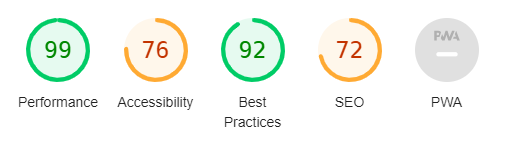 99 76 92 72 PWA
Performance Accessibility Best Practices SEO PWA